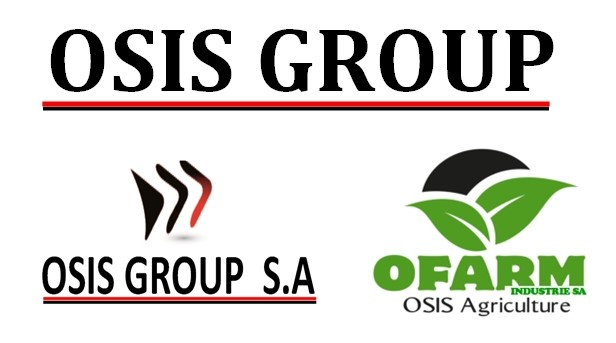 OSIS GROUP
OSIS GROUP S.A
OFARM
INDUSTRIE SA
OSIS Agriculture